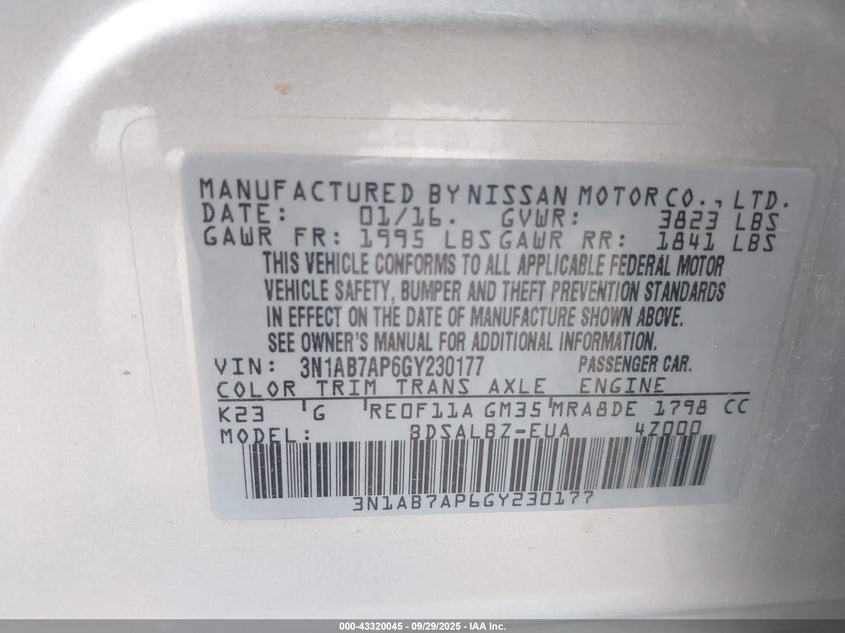 MANUFACTURED BY NISSAN MOTOR CO., LTD.
DATE: 01/16. GVWR: 3823 LBS
GAWR FR: 1995 LBS GAWR RR: 1841 LBS
THIS VEHICLE CONFORMS TO ALL APPLICABLE FEDERAL MOTOR
VEHICLE SAFETY, BUMPER AND THEFT PREVENTION STANDARDS
IN EFFECT ON THE DATE OF MANUFACTURE SHOWN ABOVE.
SEE OWNER'S MANUAL FOR ADDITIONAL INFORMATION.
VIN: 3N1AB7AP6GY230177 PASSENGER CAR.
COLOR TRIM TRANS AXLE ENGINE
K23 G RE0F11A GM35 MRA8DE 1798 CC
MODEL: BDSALBZ-EUA 4Z000
3N1AB7AP6GY230177
000-43320045 - 09/29/2025 - IAA Inc.